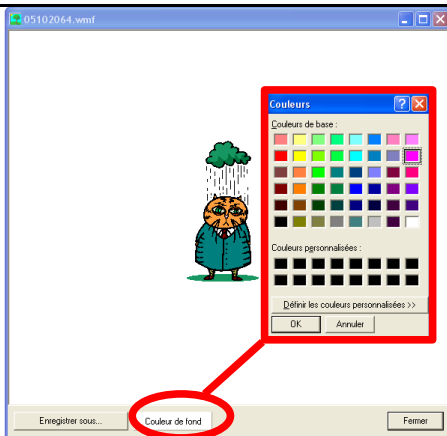 05102064.wmf
Couleurs
Couleurs de base :
Couleurs personnalisées :
Définir les couleurs personnalisées >>
OK Annuler
Enregistrer sous... Couleur de fond Fermer